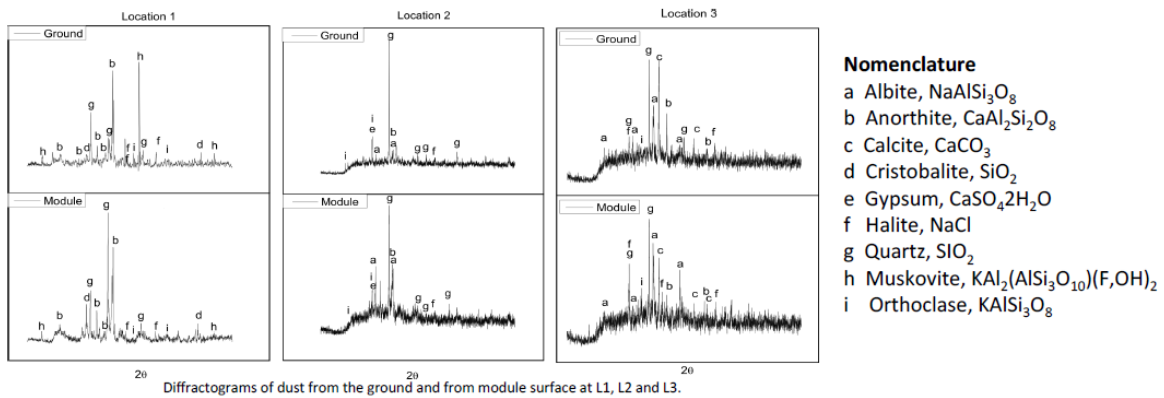 Location 1
Location 2
Location 3
Ground
h
b
g
h b b d b g f i g f i d h
Ground
g
i
e
b
i a a g g f g
Ground
g c
a b
g
f a a i a g c b f
Module
g
b
g
d b
h b b f i g f i d h
Module
g
a b
i a
e
i g g f g
Module
g
f
g
a c a
a a i f b c b c f
2θ
2θ
2θ
Diffractograms of dust from the ground and from module surface at L1, L2 and L3.
Nomenclature
a Albite, NaAlSi₃O₈
b Anorthite, CaAl₂Si₂O₈
c Calcite, CaCO₃
d Cristobalite, SiO₂
e Gypsum, CaSO₄2H₂O
f Halite, NaCl
g Quartz, SIO₂
h Muskovite, KAl₂(AlSi₃O₁₀)(F,OH)₂
i Orthoclase, KAlSi₃O₈